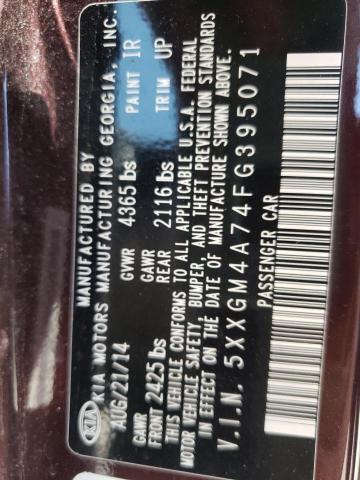 MANUFACTURED BY
KIA KIA MOTORS MANUFACTURING GEORGIA, INC.
AUG/21/14 GVWR 4365 lbs PAINT IR
GAWR FRONT 2425 lbs GAWR REAR 2116 lbs TRIM UP
THIS VEHICLE CONFORMS TO ALL APPLICABLE U.S.A. FEDERAL
MOTOR VEHICLE SAFETY, BUMPER, AND THEFT PREVENTION STANDARDS
IN EFFECT ON THE DATE OF MANUFACTURE SHOWN ABOVE.
V.I.N. 5XXGM4A74FG395071
PASSENGER CAR